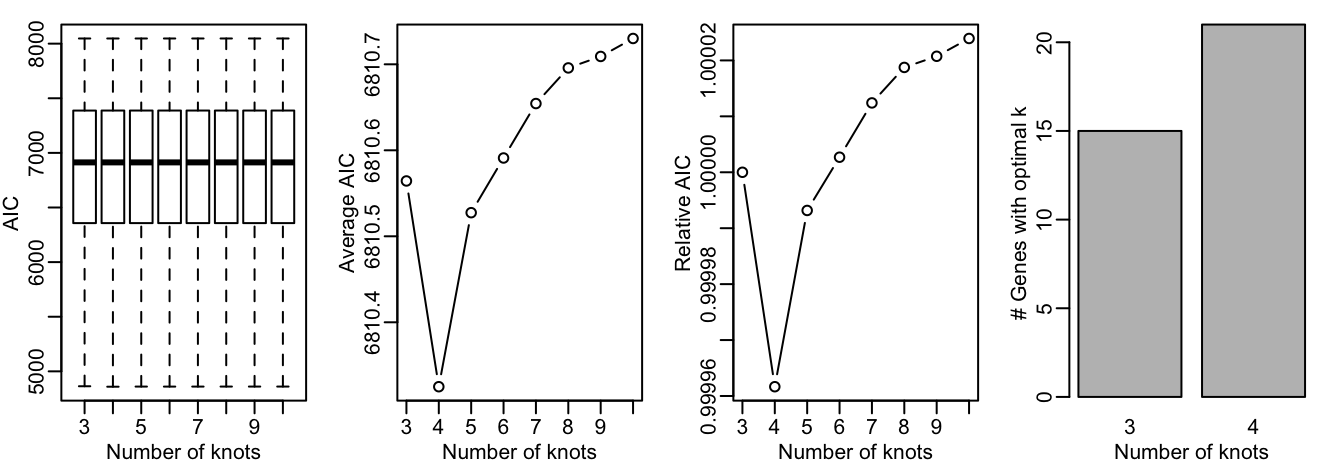 AIC
8000
7000
6000
5000
3
5
7
9
Number of knots
Average AIC
6810.7
6810.6
6810.5
6810.4
3 4 5 6 7 8 9
Number of knots
Relative AIC
1.00002
1.00000
0.99998
0.99996
3 4 5 6 7 8 9
Number of knots
# Genes with optimal k
20
15
10
5
0
3
4
Number of knots